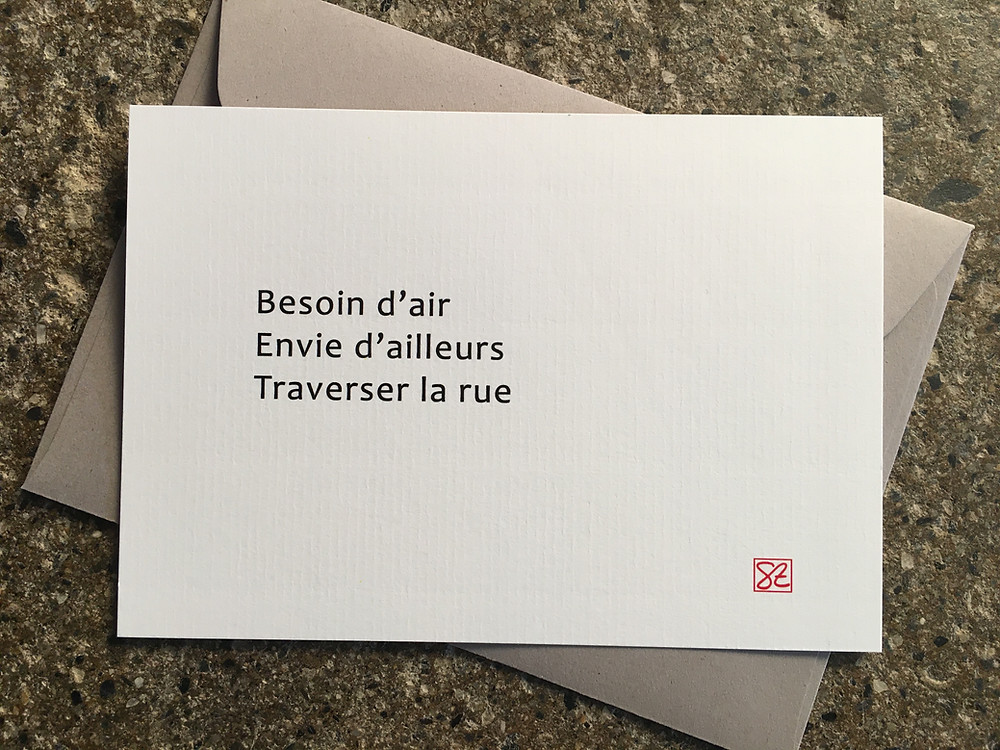 Besoin d’air
Envie d’ailleurs
Traverser la rue